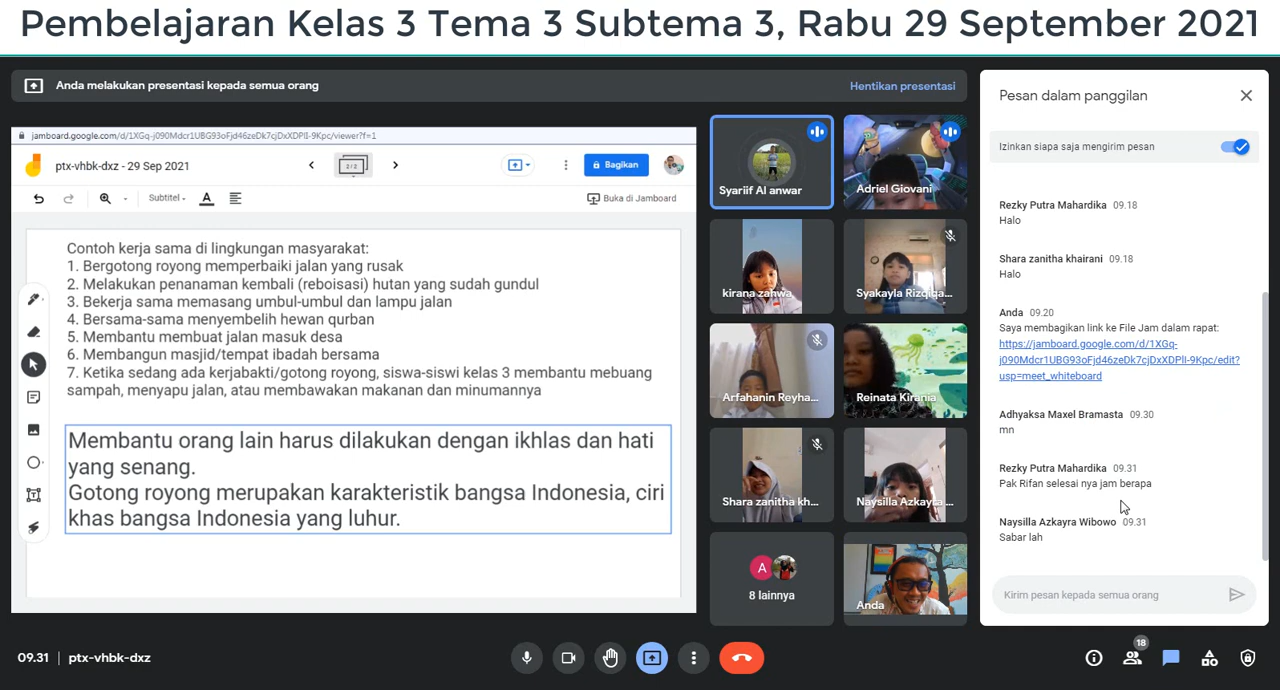 Pembelajaran Kelas 3 Tema 3 Subtema 3, Rabu 29 September 2021
Anda melakukan presentasi kepada semua orang
Hentikan presentasi
jamboard.google.com/d/1XGq-j090Mdcr1UBG93oFjd46zeDk7cjDxXDPlI-9Kpc/viewer?f=1
ptx-vhbk-dxz - 29 Sep 2021
2/2
Bagikan
Subtitel
A
Buka di Jamboard
Contoh kerja sama di lingkungan masyarakat:
1. Bergotong royong memperbaiki jalan yang rusak
2. Melakukan penanaman kembali (reboisasi) hutan yang sudah gundul
3. Bekerja sama memasang umbul-umbul dan lampu jalan
4. Bersama-sama menyembelih hewan qurban
5. Membantu membuat jalan masuk desa
6. Membangun masjid/tempat ibadah bersama
7. Ketika sedang ada kerjabakti/gotong royong, siswa-siswi kelas 3 membantu mebuang
sampah, menyapu jalan, atau membawakan makanan dan minumannya
Membantu orang lain harus dilakukan dengan ikhlas dan hati
yang senang.
Gotong royong merupakan karakteristik bangsa Indonesia, ciri
khas bangsa Indonesia yang luhur.
Syariif Al anwar
Adriel Giovani
kirana zahwa
Syakayla Rizqiqa...
Arfahanin Reyha...
Reinata Kirania
Shara zanitha kh...
Naysilla Azkayra...
A
8 lainnya
Anda
Pesan dalam panggilan
Izinkan siapa saja mengirim pesan
Rezky Putra Mahardika 09.18
Halo
Shara zanitha khairani 09.18
Halo
Anda 09.20
Saya membagikan link ke File Jam dalam rapat:
https://jamboard.google.com/d/1XGq-
j090Mdcr1UBG93oFjd46zeDk7cjDxXDPlI-9Kpc/edit?
usp=meet_whiteboard
Adhyaksa Maxel Bramasta 09.30
mn
Rezky Putra Mahardika 09.31
Pak Rifan selesai nya jam berapa
Naysilla Azkayra Wibowo 09.31
Sabar lah
Kirim pesan kepada semua orang
09.31 | ptx-vhbk-dxz
18